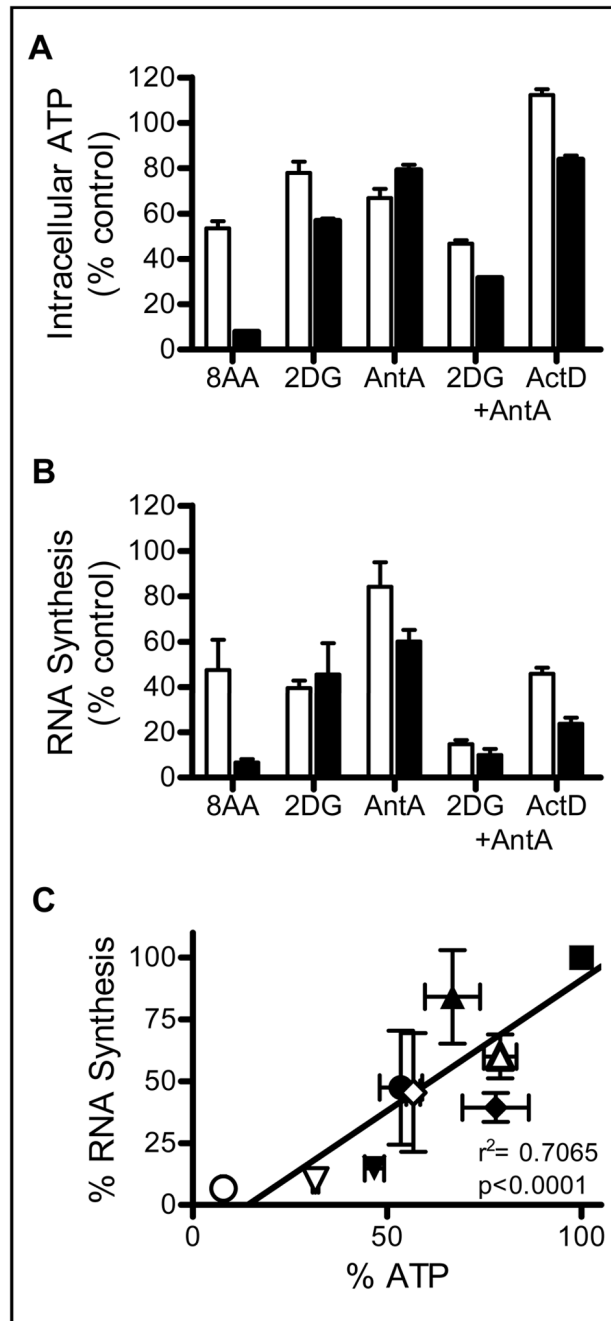 A
Intracellular ATP
(% control)
120
100
80
60
40
20
0
8AA 2DG AntA 2DG ActD
+AntA
B
RNA Synthesis
(% control)
120
100
80
60
40
20
0
8AA 2DG AntA 2DG ActD
+AntA
C
% RNA Synthesis
100
75
50
25
0
r²= 0.7065
p<0.0001
0 50 100
% ATP